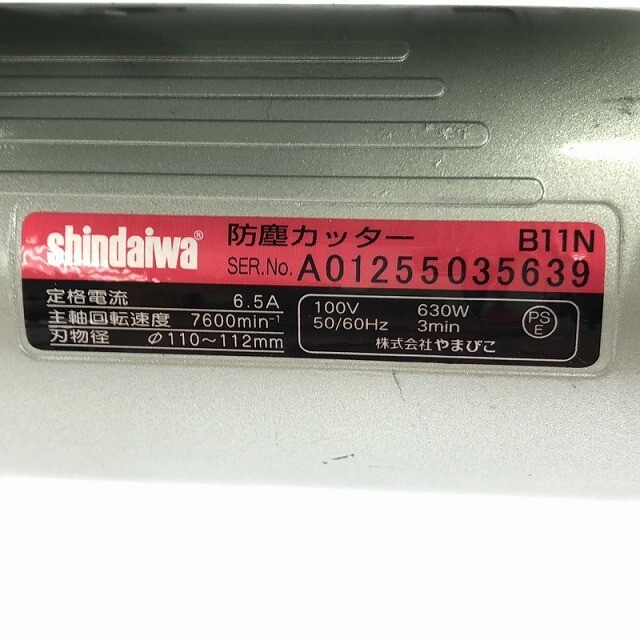 shindaiwa® 防塵カッター B11N
SER.No. A01255035639
定格電流 6.5A
主軸回転速度 7600min⁻¹
刃物径 φ110～112mm
100V 630W
50/60Hz 3min
PS
E
株式会社やまびこ